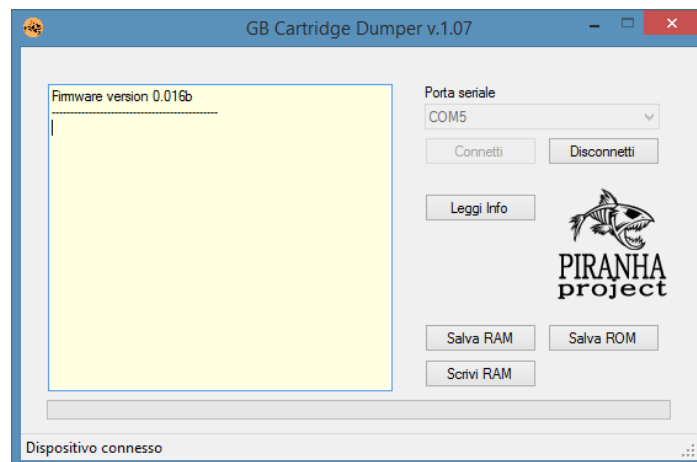 GB Cartridge Dumper v.1.07
Firmware version 0.016b
--------------------------------------------
Porta seriale
COM5
Connetti
Disconnetti
Leggi Info
PIRANHA
project
Salva RAM
Salva ROM
Scrivi RAM
Dispositivo connesso